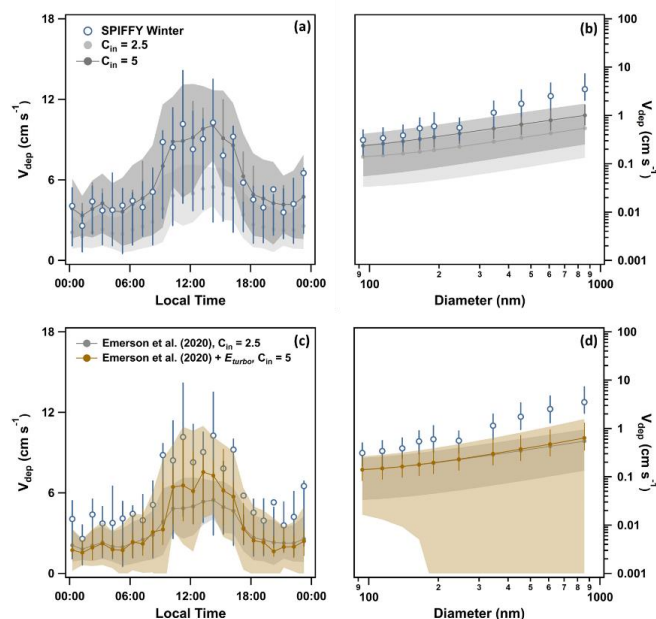 18
12
6
0
V_dep (cm s⁻¹)
SPIFFY Winter
C_in = 2.5
C_in = 5
(a)
00:00 06:00 12:00 18:00 00:00
Local Time
(b)
100
10
1
0.1
0.01
0.001
V_dep (cm s⁻¹)
9 100 2 3 4 5 6 7 8 9 1000
Diameter (nm)
18
12
6
0
V_dep (cm s⁻¹)
Emerson et al. (2020), C_in = 2.5
Emerson et al. (2020) + E_turbo, C_in = 5
(c)
00:00 06:00 12:00 18:00 00:00
Local Time
(d)
100
10
1
0.1
0.01
0.001
V_dep (cm s⁻¹)
9 100 2 3 4 5 6 7 8 9 1000
Diameter (nm)